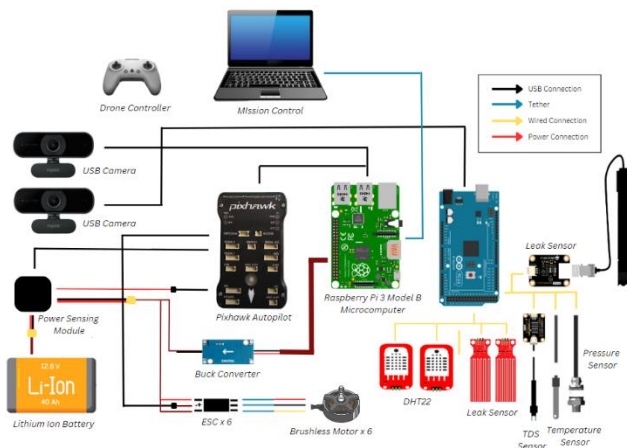 USB Connection
Tether
Wired Connection
Power Connection
Drone Controller
MIssion Control
USB Camera
USB Camera
pixhawk
Leak Sensor
Raspberry Pi 3 Model B
Microcomputer
Power Sensing
Module
Pixhawk Autopilot
Pressure
Sensor
12.6 V
Li-Ion
40 Ah
Buck Converter
DHT22
Leak Sensor
TDS
Sensor
Temperature
Sensor
Lithium Ion Battery
ESC x 6
Brushless Motor x 6